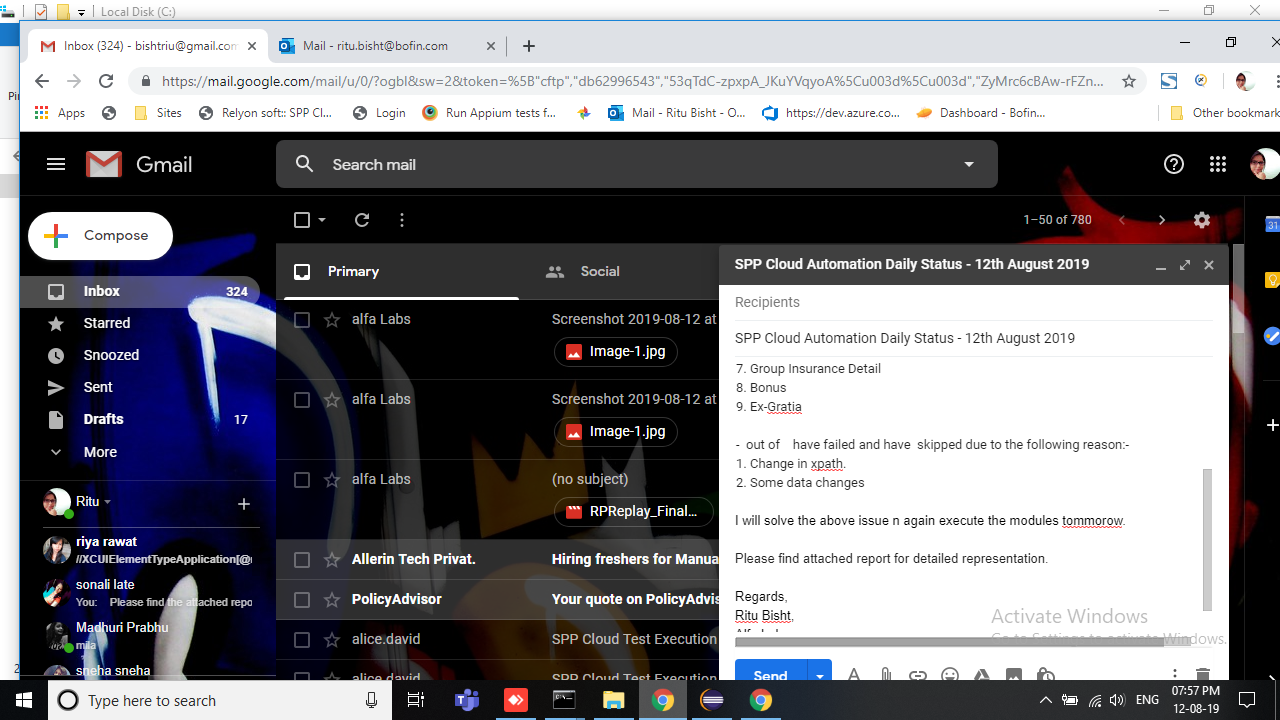 Local Disk (C:)
Inbox (324) - bishtriu@gmail.com
Mail - ritu.bisht@bofin.com
https://mail.google.com/mail/u/0/?ogbl&sw=2&token=%5B"cftp","db62996543","53qTdC-zpxpA_JKuYVqyoA%5Cu003d%5Cu003d","ZyMrc6cBAw-rFZn...
Apps
Sites
Relyon soft:: SPP Cl...
Login
Run Appium tests f...
Mail - Ritu Bisht - O...
https://dev.azure.co...
Dashboard - Bofin...
Other bookmark
Gmail
Search mail
Compose
1–50 of 780
31
Primary
Social
Inbox 324
Starred
Snoozed
Sent
Drafts 17
More
Ritu
riya rawat
//XCUIElementTypeApplication[@
sonali late
You: Please find the attached repo
Madhuri Prabhu
mila
sneha sneha
alfa Labs Screenshot 2019-08-12 at
Image-1.jpg
alfa Labs Screenshot 2019-08-12 at
Image-1.jpg
alfa Labs (no subject)
RPReplay_Final...
Allerin Tech Privat. Hiring freshers for Manua
PolicyAdvisor Your quote on PolicyAdvis
alice.david SPP Cloud Test Execution
alice.david SPP Cloud Test Execution
SPP Cloud Automation Daily Status - 12th August 2019
Recipients
SPP Cloud Automation Daily Status - 12th August 2019
7. Group Insurance Detail
8. Bonus
9. Ex-Gratia
- out of have failed and have skipped due to the following reason:-
1. Change in xpath.
2. Some data changes
I will solve the above issue n again execute the modules tommorow.
Please find attached report for detailed representation.
Regards,
Ritu Bisht,
Activate Windows
Go to Settings to activate Windows.
Send
Type here to search
ENG
07:57 PM
12-08-19